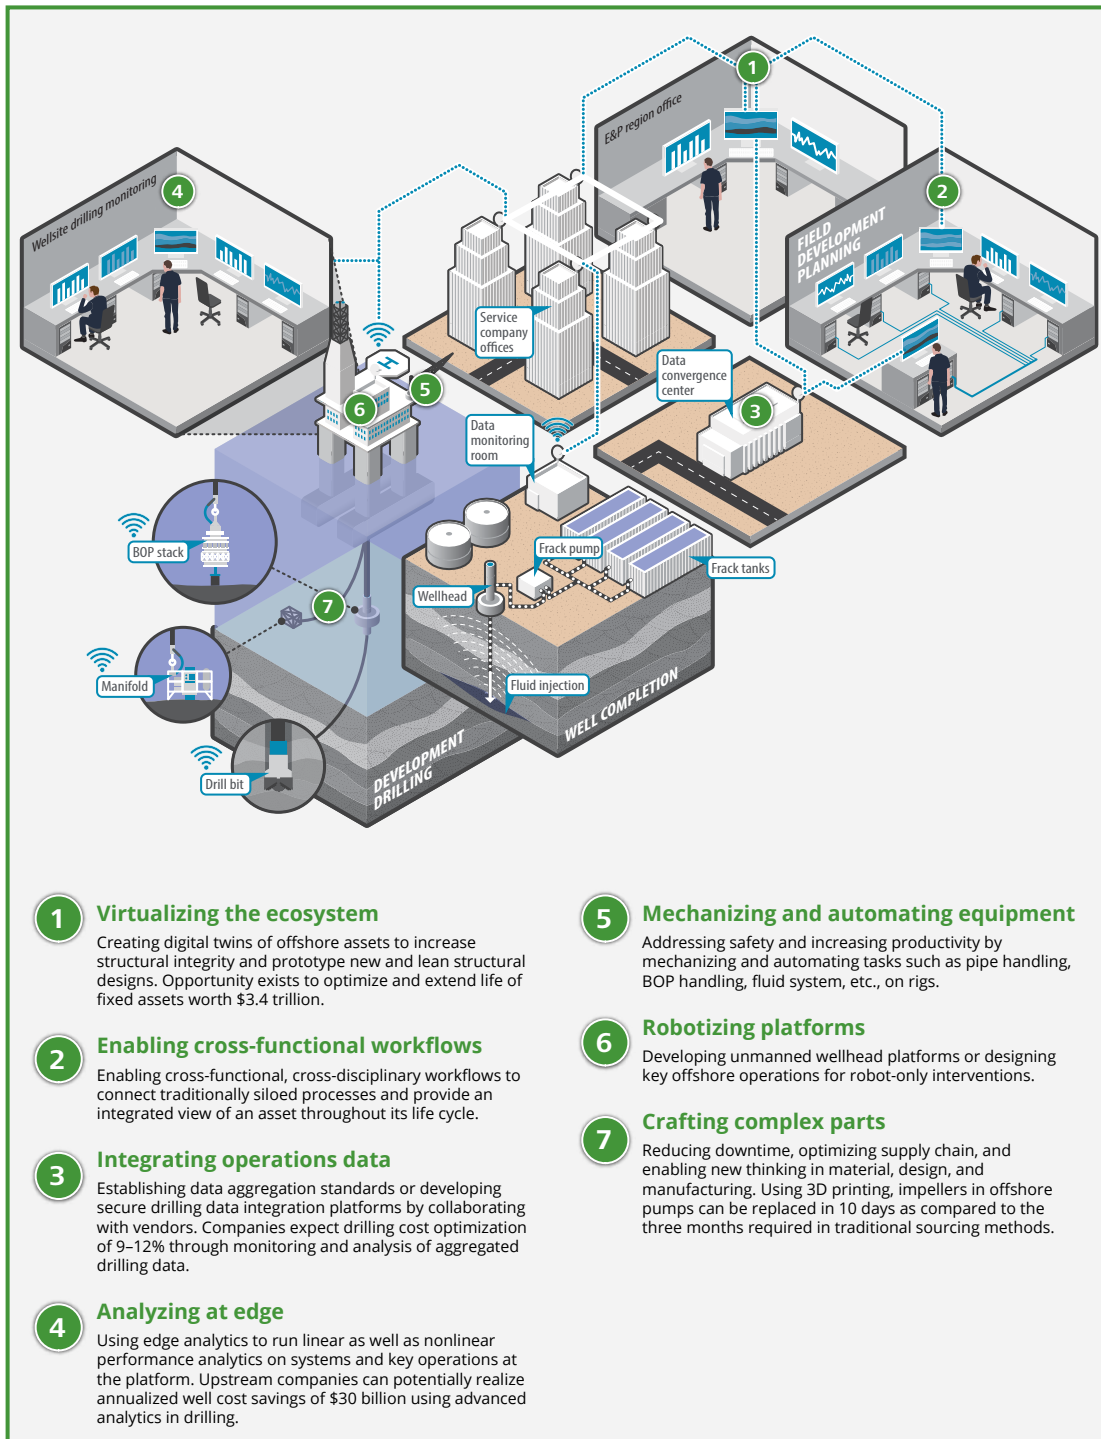 1
E&P region office
4
Wellsite drilling monitoring
2
FIELD
DEVELOPMENT
PLANNING
Service
company
offices
H
5
6
Data
convergence
center
3
Data
monitoring
room
BOP stack
Frack pump
Frack tanks
Wellhead
7
Manifold
Fluid injection
WELL COMPLETION
Drill bit
DEVELOPMENT
DRILLING
1
Virtualizing the ecosystem
Creating digital twins of offshore assets to increase
structural integrity and prototype new and lean structural
designs. Opportunity exists to optimize and extend life of
fixed assets worth $3.4 trillion.
2
Enabling cross-functional workflows
Enabling cross-functional, cross-disciplinary workflows to
connect traditionally siloed processes and provide an
integrated view of an asset throughout its life cycle.
3
Integrating operations data
Establishing data aggregation standards or developing
secure drilling data integration platforms by collaborating
with vendors. Companies expect drilling cost optimization
of 9–12% through monitoring and analysis of aggregated
drilling data.
4
Analyzing at edge
Using edge analytics to run linear as well as nonlinear
performance analytics on systems and key operations at
the platform. Upstream companies can potentially realize
annualized well cost savings of $30 billion using advanced
analytics in drilling.
5
Mechanizing and automating equipment
Addressing safety and increasing productivity by
mechanizing and automating tasks such as pipe handling,
BOP handling, fluid system, etc., on rigs.
6
Robotizing platforms
Developing unmanned wellhead platforms or designing
key offshore operations for robot-only interventions.
7
Crafting complex parts
Reducing downtime, optimizing supply chain, and
enabling new thinking in material, design, and
manufacturing. Using 3D printing, impellers in offshore
pumps can be replaced in 10 days as compared to the
three months required in traditional sourcing methods.